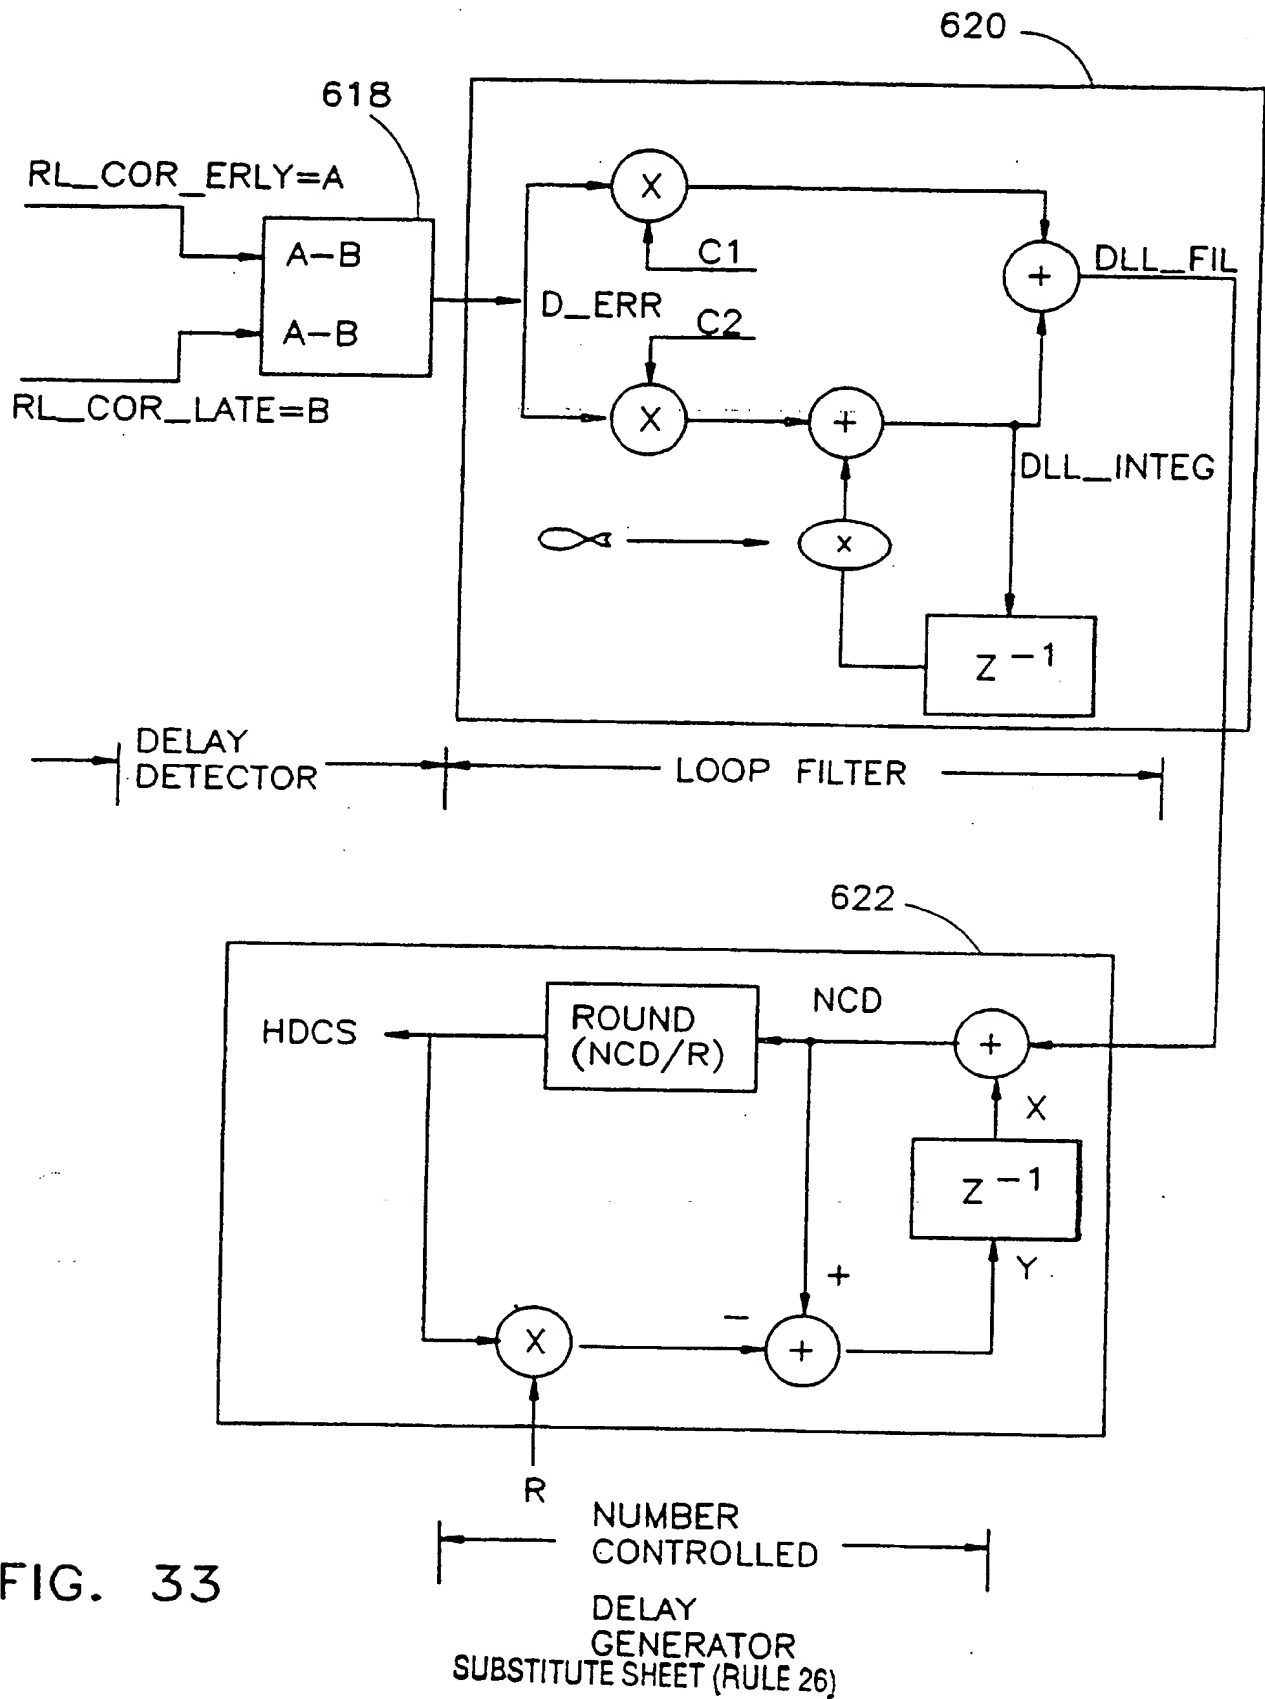 620
618
RL_COR_ERLY=A
A-B
A-B
RL_COR_LATE=B
X
C1
D_ERR
C2
X
+
+
DLL_FIL
DLL_INTEG
∝
x
Z −1
DELAY
DETECTOR
LOOP FILTER
622
HDCS
ROUND
(NCD/R)
NCD
+
X
Z −1
Y
+
−
X
+
R
NUMBER
CONTROLLED
DELAY
GENERATOR
FIG. 33
SUBSTITUTE SHEET (RULE 26)